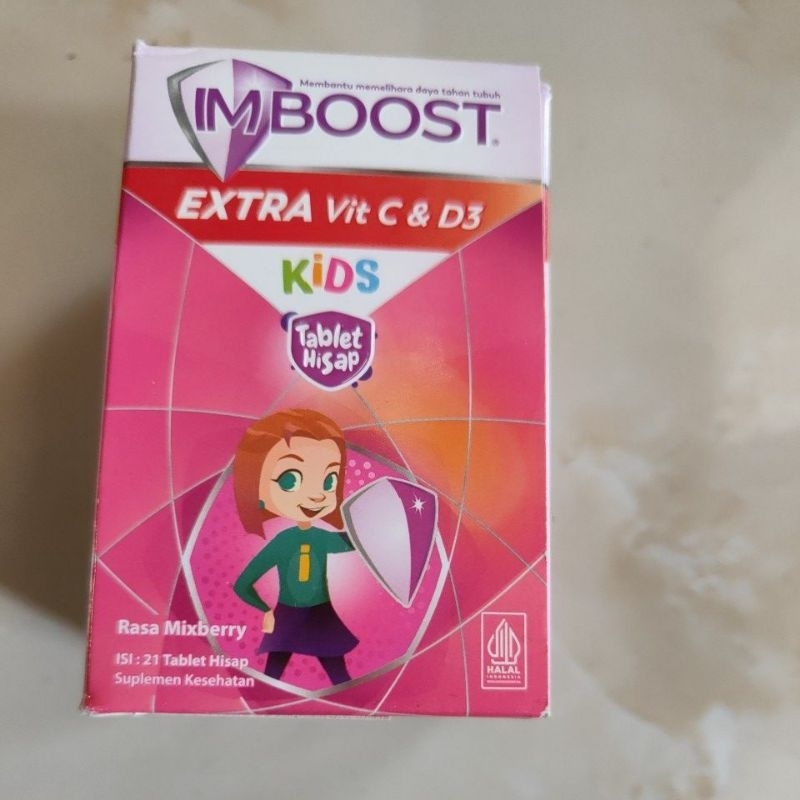 Membantu memelihara daya tahan tubuh
IMBOOST
EXTRA Vit C & D3
KiDS
Tablet
Hisap
i
Rasa Mixberry
ISI : 21 Tablet Hisap
Suplemen Kesehatan
HALAL
INDONESIA